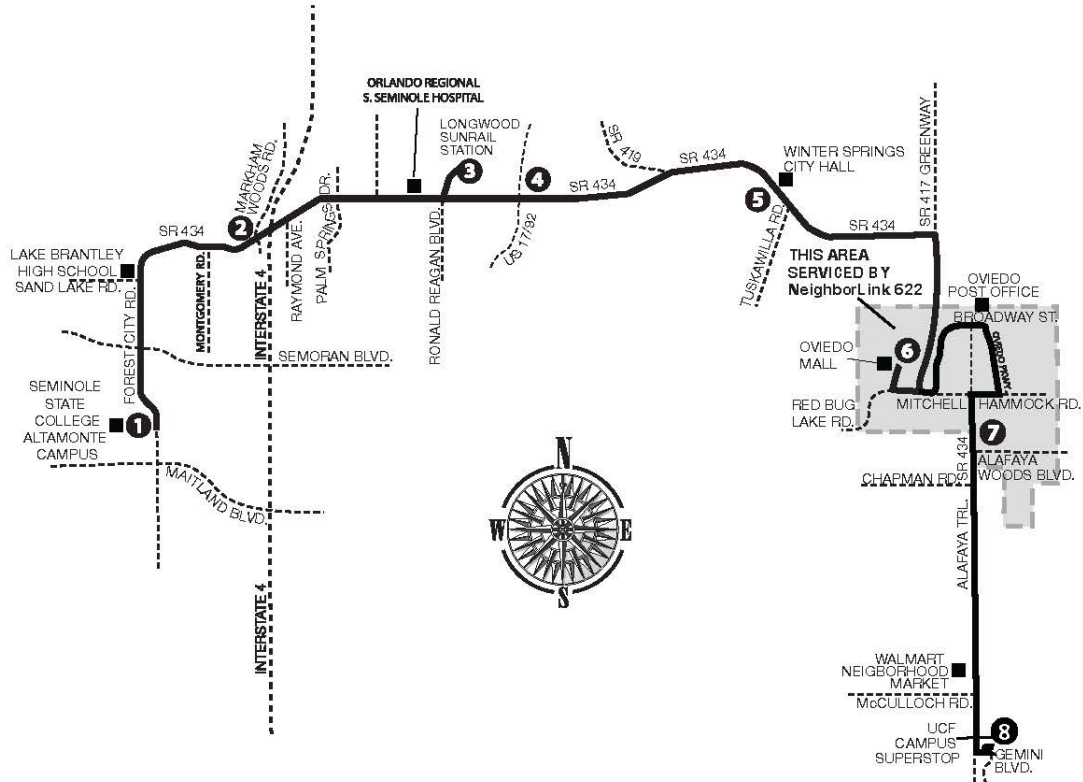 ORLANDO REGIONAL
S. SEMINOLE HOSPITAL
LONGWOOD
SUNRAIL
STATION
3
4
MARKHAM
WOODS RD.
2
SR 434
LAKE BRANTLEY
HIGH SCHOOL
SAND LAKE RD.
FOREST CITY RD.
MONTGOMERY RD.
INTERSTATE 4
RAYMOND AVE.
PALM SPRINGS DR.
RONALD REAGAN BLVD.
US 17/92
SR 434
SR 419
SR 434
WINTER SPRINGS
CITY HALL
5
TUSKAWILLA RD.
SR 434
SR 417 GREENWAY
THIS AREA
SERVICED BY
NeighborLink 622
OVIEDO
POST OFFICE
BROADWAY ST.
OVIEDO PKWY.
OVIEDO
MALL
6
RED BUG
LAKE RD.
MITCHELL HAMMOCK RD.
7
SR 434
ALAFAYA
WOODS BLVD.
CHAPMAN RD.
ALAFAYA TRL.
SEMORAN BLVD.
SEMINOLE
STATE
COLLEGE
ALTAMONTE
CAMPUS
1
MAITLAND BLVD.
INTERSTATE 4
N
W
E
S
WALMART
NEIGBORHOOD
MARKET
McCULLOCH RD.
UCF
CAMPUS
SUPERSTOP
8
GEMINI
BLVD.